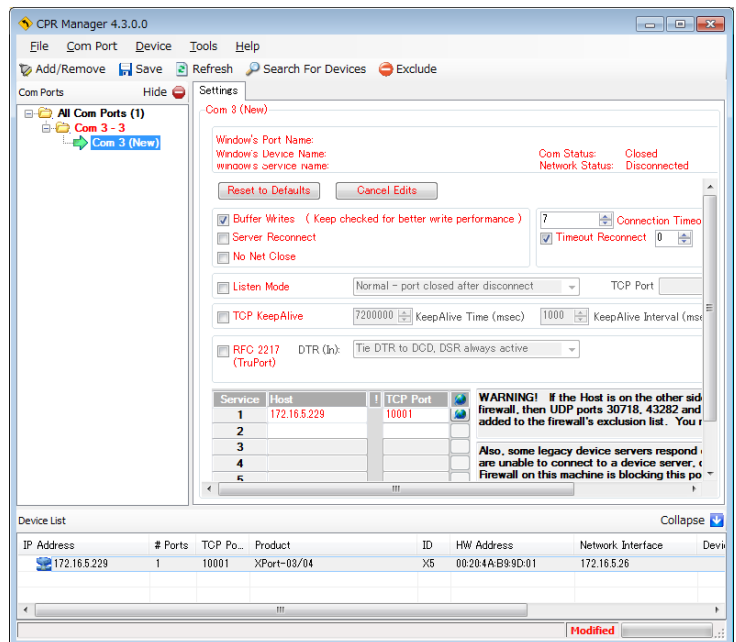 CPR Manager 4.3.0.0
File Com Port Device Tools Help
Add/Remove Save Refresh Search For Devices Exclude
Com Ports Hide
All Com Ports (1)
Com 3 - 3
Com 3 (New)
Settings
Com 3 (New)
Window's Port Name:
Window's Device Name: Com Status: Closed
Window's Service Name: Network Status: Disconnected
Reset to Defaults Cancel Edits
Buffer Writes ( Keep checked for better write performance ) 7 Connection Timeo
Server Reconnect Timeout Reconnect 0
No Net Close
Listen Mode Normal - port closed after disconnect TCP Port
TCP KeepAlive 7200000 KeepAlive Time (msec) 1000 KeepAlive Interval (mse
RFC 2217 DTR (In): Tie DTR to DCD, DSR always active
(TruPort)
Service Host ! TCP Port
1 172.16.5.229 10001
2
3
4
5
WARNING! If the Host is on the other side
firewall, then UDP ports 30718, 43282 and
added to the firewall's exclusion list. You
Also, some legacy device servers respond
are unable to connect to a device server,
Firewall on this machine is blocking this po
Device List Collapse
IP Address # Ports TCP Po... Product ID HW Address Network Interface Devi
172.16.5.229 1 10001 XPort-03/04 X5 00:20:4A:B9:9D:01 172.16.5.26
Modified